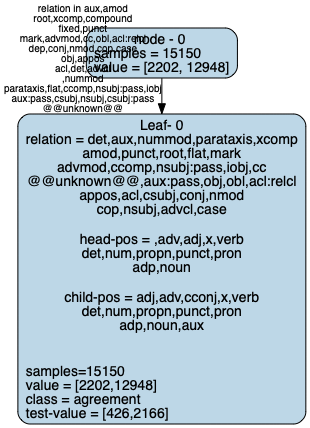 relation in aux,amod
root,xcomp,compound
fixed,punct
mark,advmod,cc,obl,acl:relcl
dep,conj,nmod,cop,case
obj,appos
acl,det,advcl
,nummod
parataxis,flat,ccomp,nsubj:pass,iobj
aux:pass,csubj,nsubj,csubj:pass
@@unknown@@
node - 0
samples = 15150
value = [2202, 12948]
Leaf- 0
relation = det,aux,nummod,parataxis,xcomp
amod,punct,root,flat,mark
advmod,ccomp,nsubj:pass,iobj,cc
@@unknown@@,aux:pass,obj,obl,acl:relcl
appos,acl,csubj,conj,nmod
cop,nsubj,advcl,case
head-pos = ,adv,adj,x,verb
det,num,propn,punct,pron
adp,noun
child-pos = adj,adv,cconj,x,verb
det,num,propn,punct,pron
adp,noun,aux
samples=15150
value = [2202,12948]
class = agreement
test-value = [426,2166]